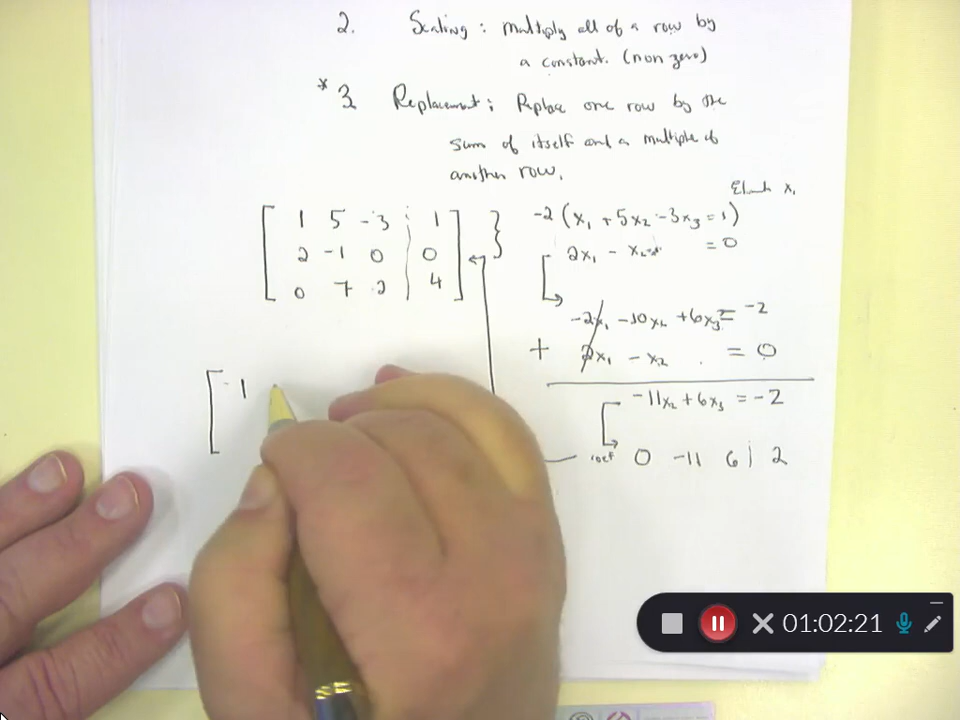 2. Scaling : multiply all of a row by
a constant. (non zero)
* 3 Replacement; Replace one row by the
sum of itself and a multiple of
another row.
Elim x₁
[ 1 5 -3 | 1 ] } -2 (x₁ + 5x₂ - 3x₃ = 1)
[ 2 -1 0 | 0 ] 2x₁ - x₂ = 0
[ 0 7 2 | 4 ]
-2x₁ - 10x₂ + 6x₃ = -2
+ 2x₁ - x₂ . = 0
-11x₂ + 6x₃ = -2
[ 1
coef 0 -11 6 | 2
01:02:21